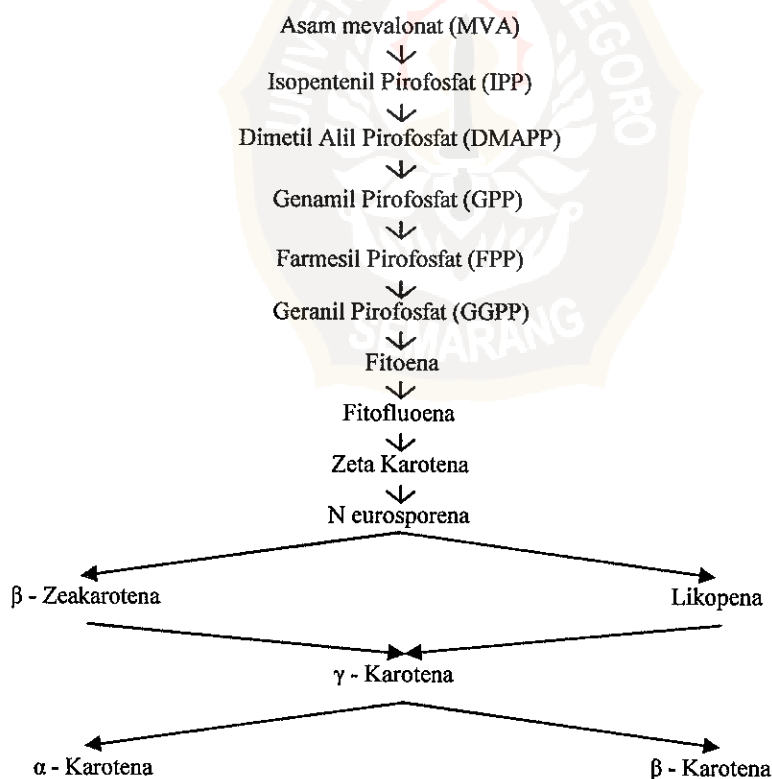 Asam mevalonat (MVA)
Isopentenil Pirofosfat (IPP)
Dimetil Alil Pirofosfat (DMAPP)
Genamil Pirofosfat (GPP)
Farmesil Pirofosfat (FPP)
Geranil Pirofosfat (GGPP)
SEMARANG
Fitoena
Fitofluoena
Zeta Karotena
N eurosporena
β - Zeakarotena
Likopena
γ - Karotena
α - Karotena
β - Karotena